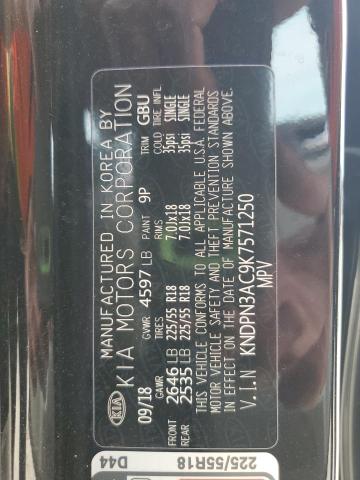 MANUFACTURED IN KOREA BY
KIA KIA MOTORS CORPORATION
09/18 GVWR 4597 LB PAINT 9P TRIM GBU
GAWR TIRES RIMS COLD TIRE INFL
FRONT 2646 LB 225/55 R18 7.0Jx18 35psi SINGLE
REAR 2535 LB 225/55 R18 7.0Jx18 35psi SINGLE
THIS VEHICLE CONFORMS TO ALL APPLICABLE U.S.A. FEDERAL
MOTOR VEHICLE SAFETY AND THEFT PREVENTION STANDARDS
IN EFFECT ON THE DATE OF MANUFACTURE SHOWN ABOVE.
V.I.N KNDPN3AC9K7571250
MPV
D44 225/55R18